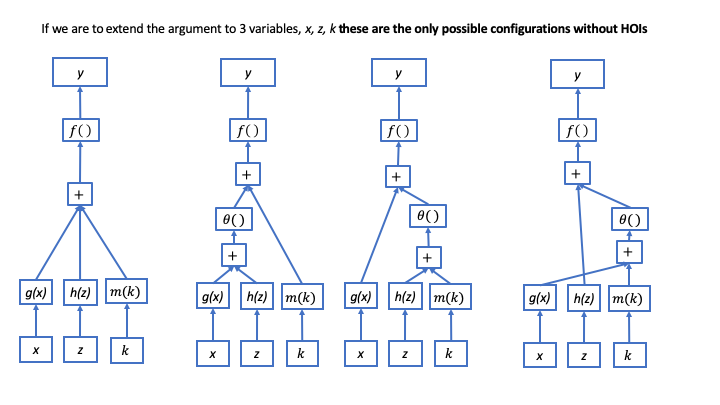 If we are to extend the argument to 3 variables, x, z, k these are the only possible configurations without HOIs
y y y y
f() f() f() f()
+ + + +
+ θ() θ() θ()
+ + +
g(x) h(z) m(k) g(x) h(z) m(k) g(x) h(z) m(k) g(x) h(z) m(k)
x z k x z k x z k x z k